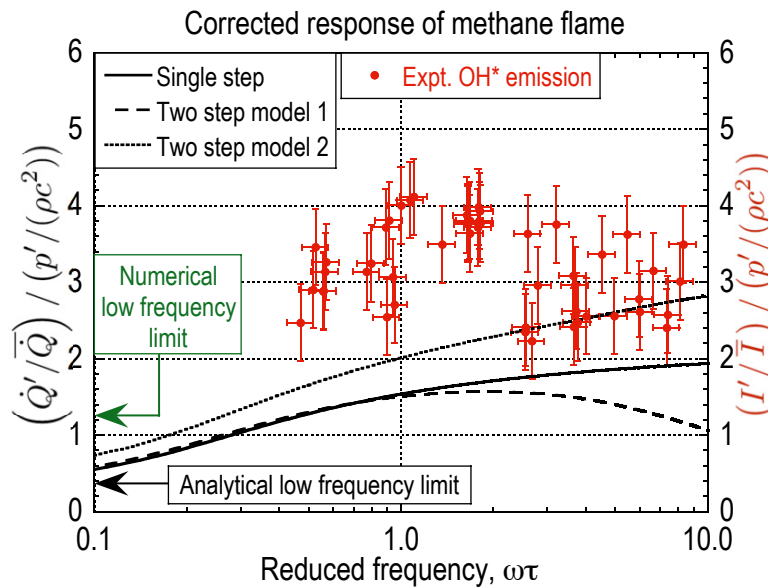 Corrected response of methane flame
Single step
Two step model 1
Two step model 2
Expt. OH* emission
6
5
4
3
2
1
0
6
5
4
3
2
1
0
(Q̇′/Q̇̅) / (p′/(ρc²))
(I′/I̅) / (p′/(ρc²))
Numerical
low frequency
limit
Analytical low frequency limit
0.1
1.0
10.0
Reduced frequency, ωτ